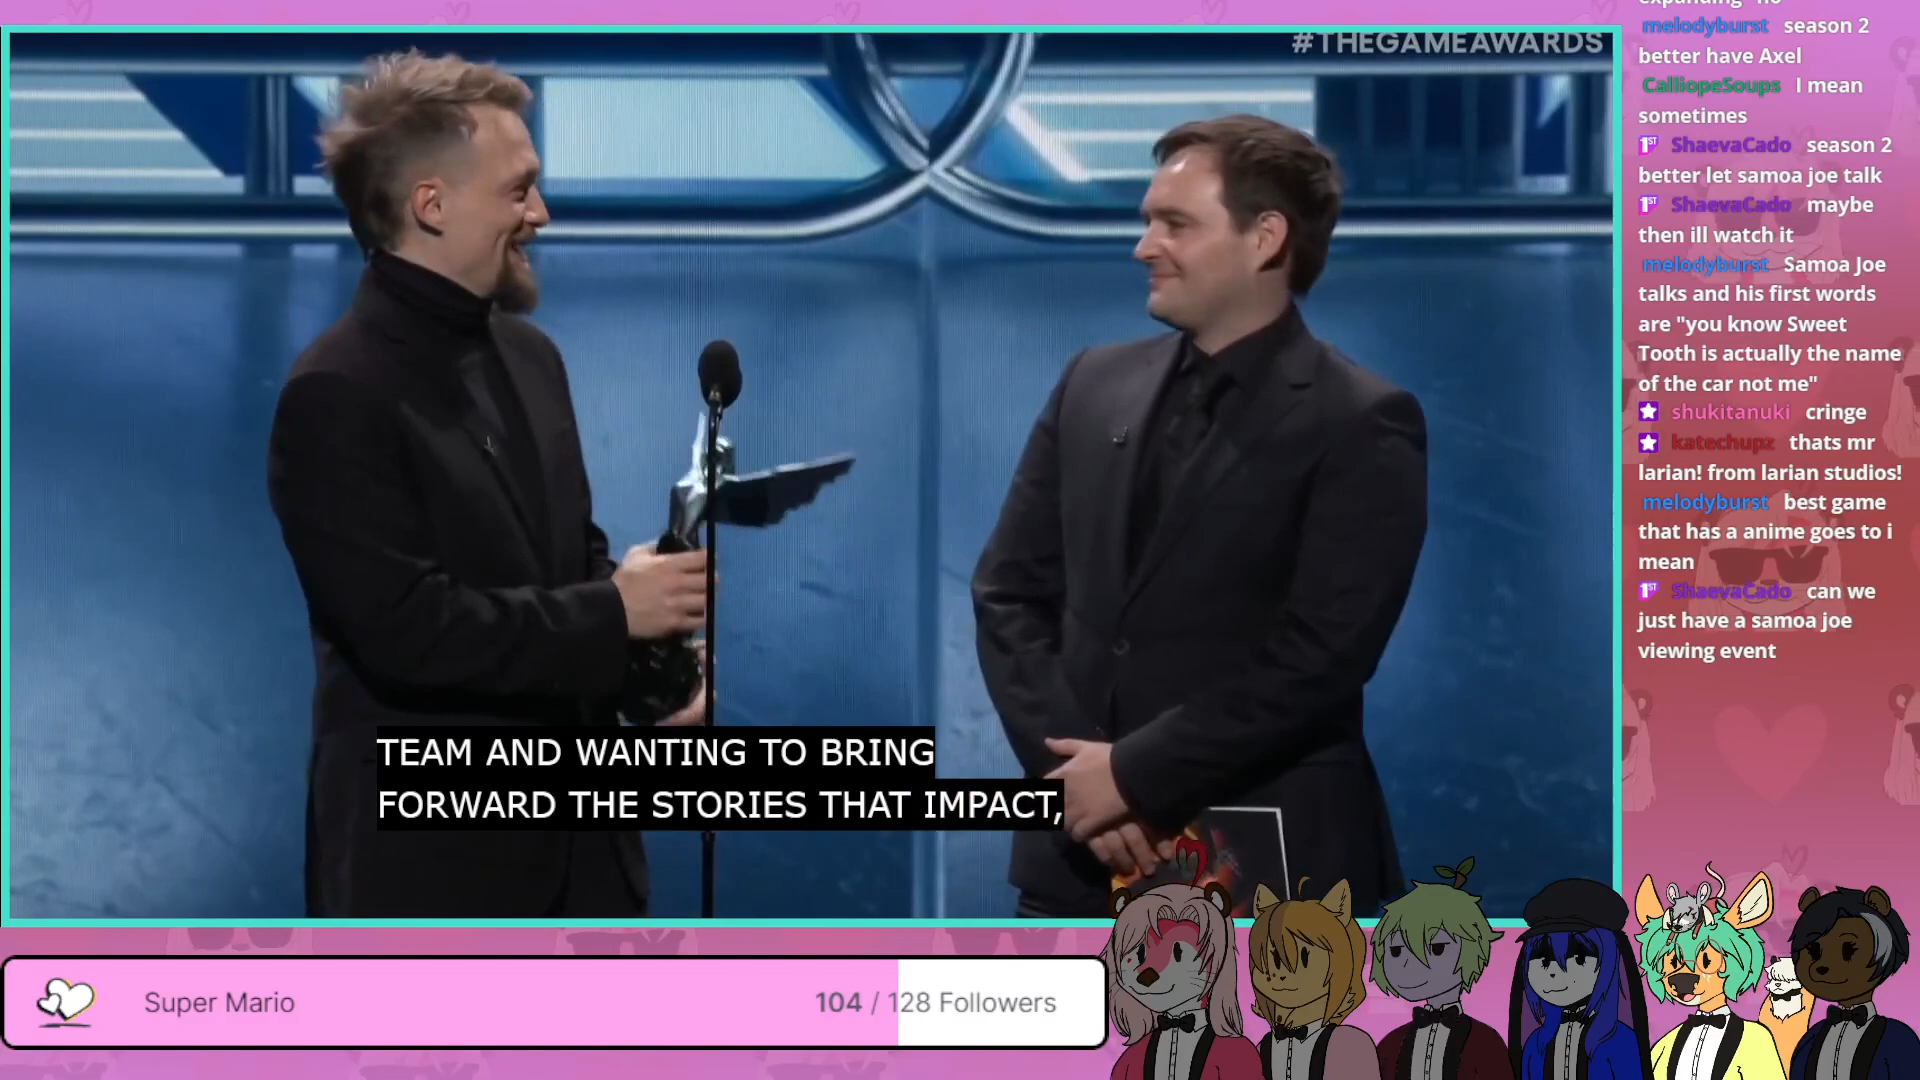 #THEGAMEAWARDS
TEAM AND WANTING TO BRING
FORWARD THE STORIES THAT IMPACT,
melodyburst season 2
better have Axel
CalliopeSoups I mean
sometimes
1ST ShaevaCado season 2
better let samoa joe talk
1ST ShaevaCado maybe
then ill watch it
melodyburst Samoa Joe
talks and his first words
are "you know Sweet
Tooth is actually the name
of the car not me"
shukitanuki cringe
katechupz thats mr
larian! from larian studios!
melodyburst best game
that has a anime goes to i
mean
1ST ShaevaCado can we
just have a samoa joe
viewing event
Super Mario 104 / 128 Followers